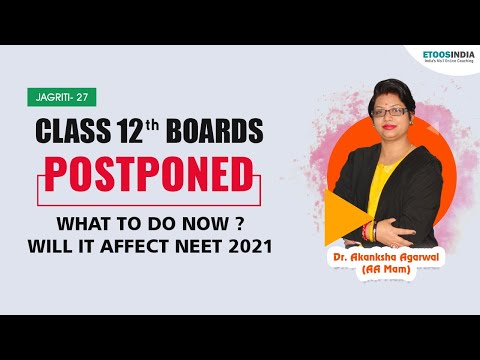 ETOOSINDIA
India's No.1 Online Coaching
JAGRITI- 27
CLASS 12th BOARDS
POSTPONED
WHAT TO DO NOW ?
WILL IT AFFECT NEET 2021
Dr. Akanksha Agarwal
(AA Mam)